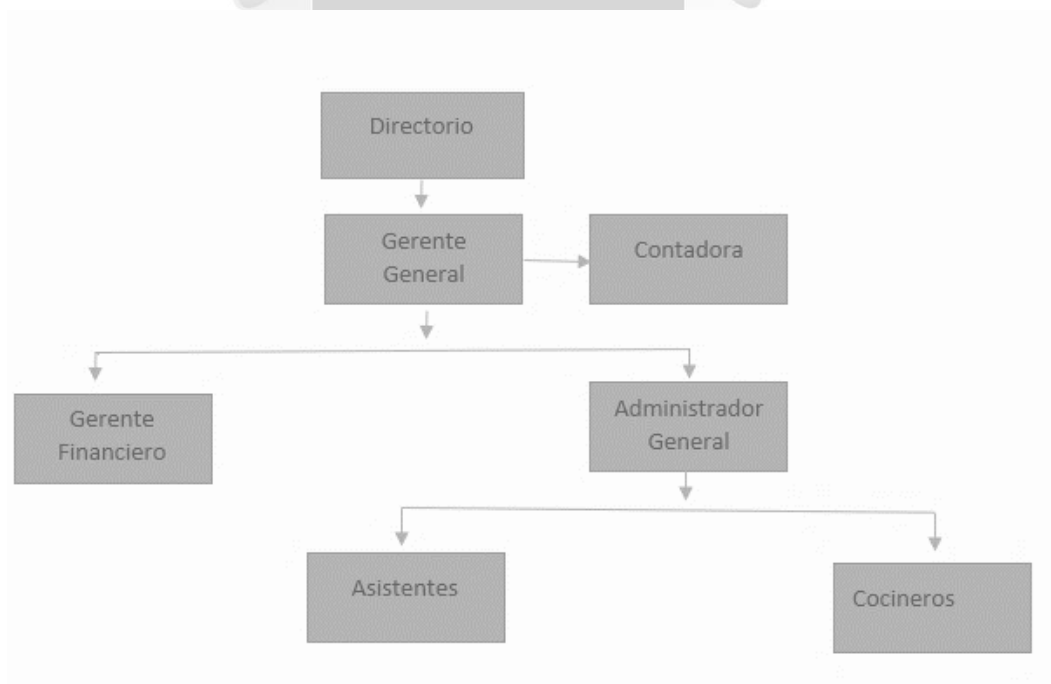 Directorio
Gerente
General
Contadora
Gerente
Financiero
Administrador
General
Asistentes
Cocineros